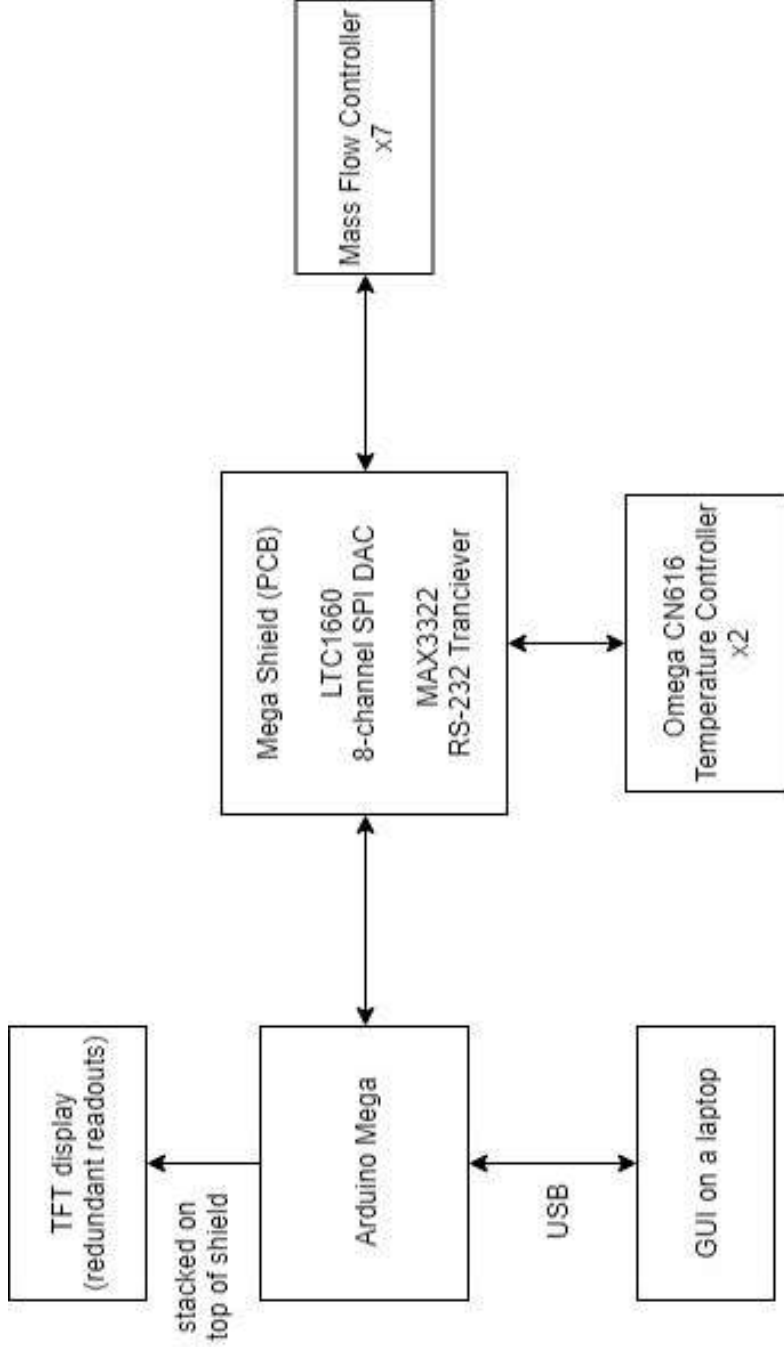 TFT display
(redundant readouts)
stacked on
top of shield
Arduino Mega
USB
GUI on a laptop
Mega Shield (PCB)
LTC1660
8-channel SPI DAC
MAX3322
RS-232 Tranciever
Omega CN616
Temperature Controller
x2
Mass Flow Controller
x7